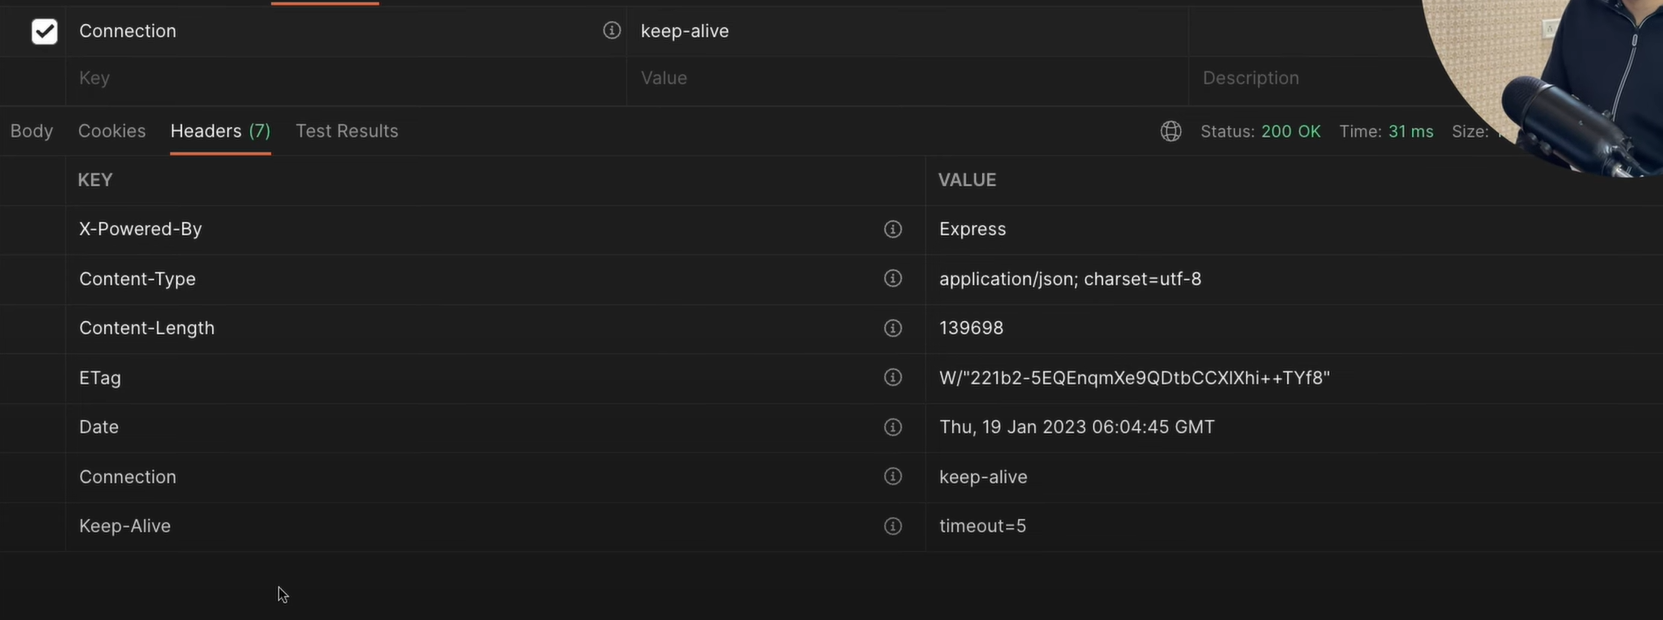 Connection keep-alive
Key Value Description
Body Cookies Headers (7) Test Results Status: 200 OK Time: 31 ms Size:
KEY VALUE
X-Powered-By Express
Content-Type application/json; charset=utf-8
Content-Length 139698
ETag W/"221b2-5EQEnqmXe9QDtbCCXIXhi++TYf8"
Date Thu, 19 Jan 2023 06:04:45 GMT
Connection keep-alive
Keep-Alive timeout=5